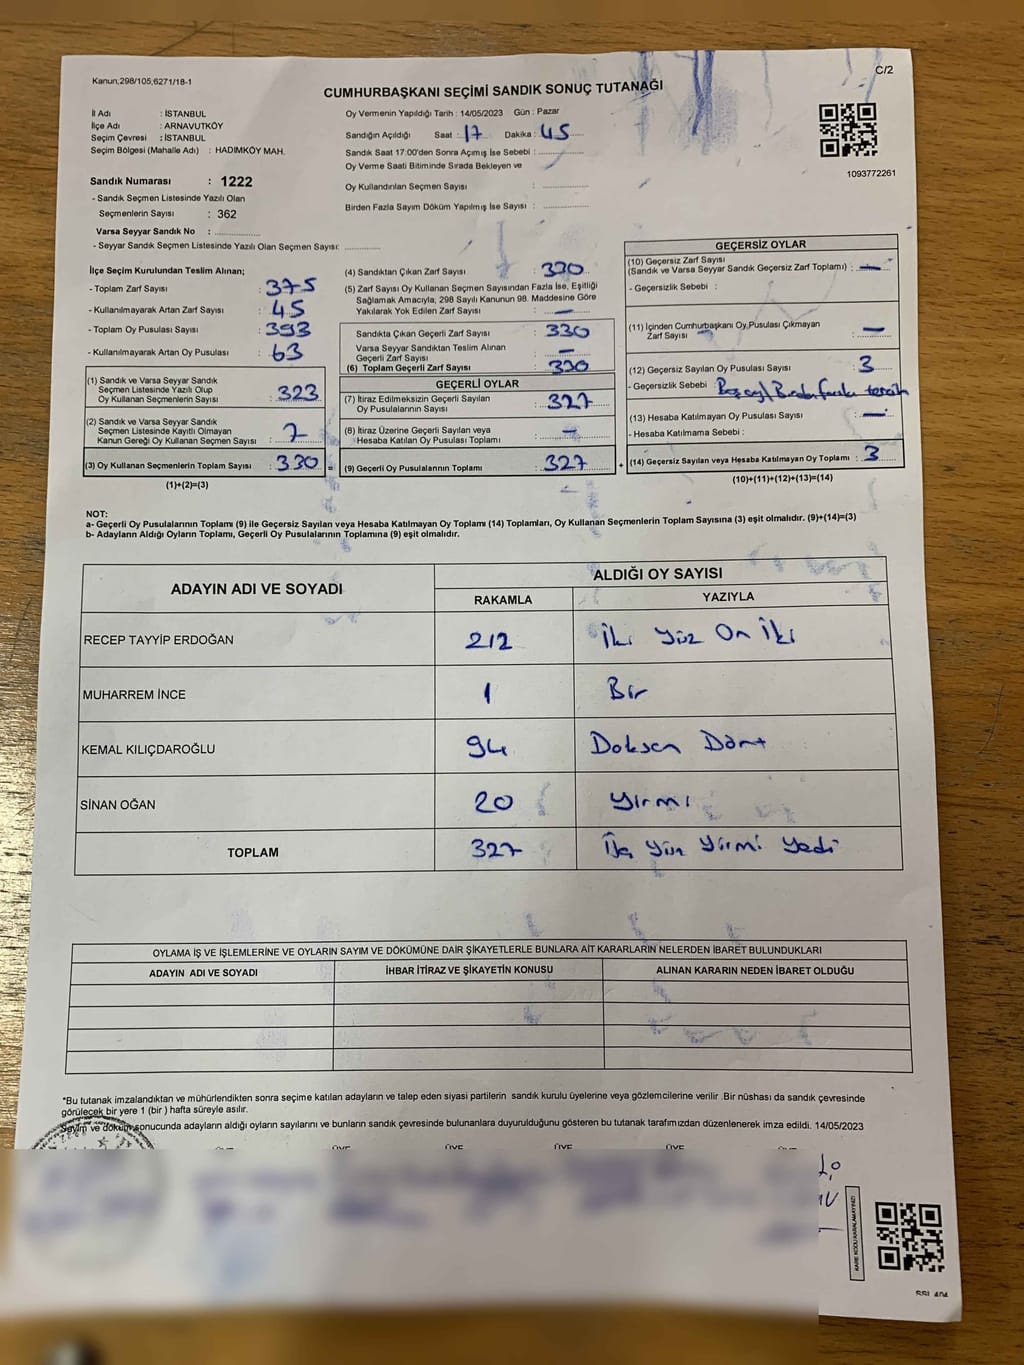 Kanun;298/105;6271/18-1
C/2
CUMHURBAŞKANI SEÇİMİ SANDIK SONUÇ TUTANAĞI
İl Adı : İSTANBUL
İlçe Adı : ARNAVUTKÖY
Seçim Çevresi : İSTANBUL
Seçim Bölgesi (Mahalle Adı) : HADIMKÖY MAH.
Sandık Numarası : 1222
- Sandık Seçmen Listesinde Yazılı Olan
Seçmenlerin Sayısı : 362
Varsa Seyyar Sandık No :
- Seyyar Sandık Seçmen Listesinde Yazılı Olan Seçmen Sayısı:
Oy Vermenin Yapıldığı Tarih : 14/05/2023 Gün : Pazar
Sandığın Açıldığı Saat : 17 Dakika : 45
Sandık Saat 17:00'den Sonra Açımış İse Sebebi :
Oy Verme Saati Bitiminde Sırada Bekleyen ve
Oy Kullandırılan Seçmen Sayısı :
Birden Fazla Sayım Döküm Yapılmış İse Sayısı :
1093772261
İlçe Seçim Kurulundan Teslim Alınan;
- Toplam Zarf Sayısı : 375
- Kullanılmayarak Artan Zarf Sayısı : 45
- Toplam Oy Pusulası Sayısı : 393
- Kullanılmayarak Artan Oy Pusulası : 63
(1) Sandık ve Varsa Seyyar Sandık
Seçmen Listesinde Yazılı Olup
Oy Kullanan Seçmenlerin Sayısı : 323
(2) Sandık ve Varsa Seyyar Sandık
Seçmen Listesinde Kayıtlı Olmayan
Kanun Gereği Oy Kullanan Seçmen Sayısı : 7
(3) Oy Kullanan Seçmenlerin Toplam Sayısı : 330
(1)+(2)=(3)
(4) Sandıktan Çıkan Zarf Sayısı : 330
(5) Zarf Sayısı Oy Kullanan Seçmen Sayısından Fazla İse, Eşitliği
Sağlamak Amacıyla, 298 Sayılı Kanunun 98. Maddesine Göre
Yakılarak Yok Edilen Zarf Sayısı : —
Sandıkta Çıkan Geçerli Zarf Sayısı : 330
Varsa Seyyar Sandıktan Teslim Alınan
Geçerli Zarf Sayısı : —
(6) Toplam Geçerli Zarf Sayısı : 330
GEÇERLİ OYLAR
(7) İtiraz Edilmeksizin Geçerli Sayılan
Oy Pusulalarının Sayısı : 327
(8) İtiraz Üzerine Geçerli Sayılan veya
Hesaba Katılan Oy Pusulası Toplamı : —
(9) Geçerli Oy Pusulalarının Toplamı : 327
GEÇERSİZ OYLAR
(10) Geçersiz Zarf Sayısı
(Sandık ve Varsa Seyyar Sandık Geçersiz Zarf Toplamı) : —
- Geçersizlik Sebebi :
(11) İçinden Cumhurbaşkanı Oy Pusulası Çıkmayan
Zarf Sayısı : —
(12) Geçersiz Sayılan Oy Pusulası Sayısı : 3
- Geçersizlik Sebebi : Boş oy / Birden fazla tercih
(13) Hesaba Katılmayan Oy Pusulası Sayısı : —
- Hesaba Katılmama Sebebi :
(14) Geçersiz Sayılan veya Hesaba Katılmayan Oy Toplamı : 3
(10)+(11)+(12)+(13)=(14)
NOT:
a- Geçerli Oy Pusulalarının Toplamı (9) ile Geçersiz Sayılan veya Hesaba Katılmayan Oy Toplamı (14) Toplamları, Oy Kullanan Seçmenlerin Toplam Sayısına (3) eşit olmalıdır. (9)+(14)=(3)
b- Adayların Aldığı Oyların Toplamı, Geçerli Oy Pusulalarının Toplamına (9) eşit olmalıdır.
ADAYIN ADI VE SOYADI
ALDIĞI OY SAYISI
RAKAMLA YAZIYLA
RECEP TAYYİP ERDOĞAN 212 İki Yüz On İki
MUHARREM İNCE 1 Bir
KEMAL KILIÇDAROĞLU 94 Doksan Dört
SİNAN OĞAN 20 Yirmi
TOPLAM 327 Üç Yüz Yirmi Yedi
OYLAMA İŞ VE İŞLEMLERİNE VE OYLARIN SAYIM VE DÖKÜMÜNE DAİR ŞİKAYETLERLE BUNLARA AİT KARARLARIN NELERDEN İBARET BULUNDUKLARI
ADAYIN ADI VE SOYADI İHBAR İTİRAZ VE ŞİKAYETİN KONUSU ALINAN KARARIN NEDEN İBARET OLDUĞU
*Bu tutanak imzalandıktan ve mühürlendikten sonra seçime katılan adayların ve talep eden siyasi partilerin sandık kurulu üyelerine veya gözlemcilerine verilir .Bir nüshası da sandık çevresinde
görülecek bir yere 1 (bir ) hafta süreyle asılır.
Sayım ve döküm sonucunda adayların aldığı oyların sayılarını ve bunların sandık çevresinde bulunanlara duyurulduğunu gösteren bu tutanak tarafımızdan düzenlenerek imza edildi. 14/05/2023
ÜYE ÜYE ÜYE ÜYE
KARE KODU KARALAMAYINIZ!